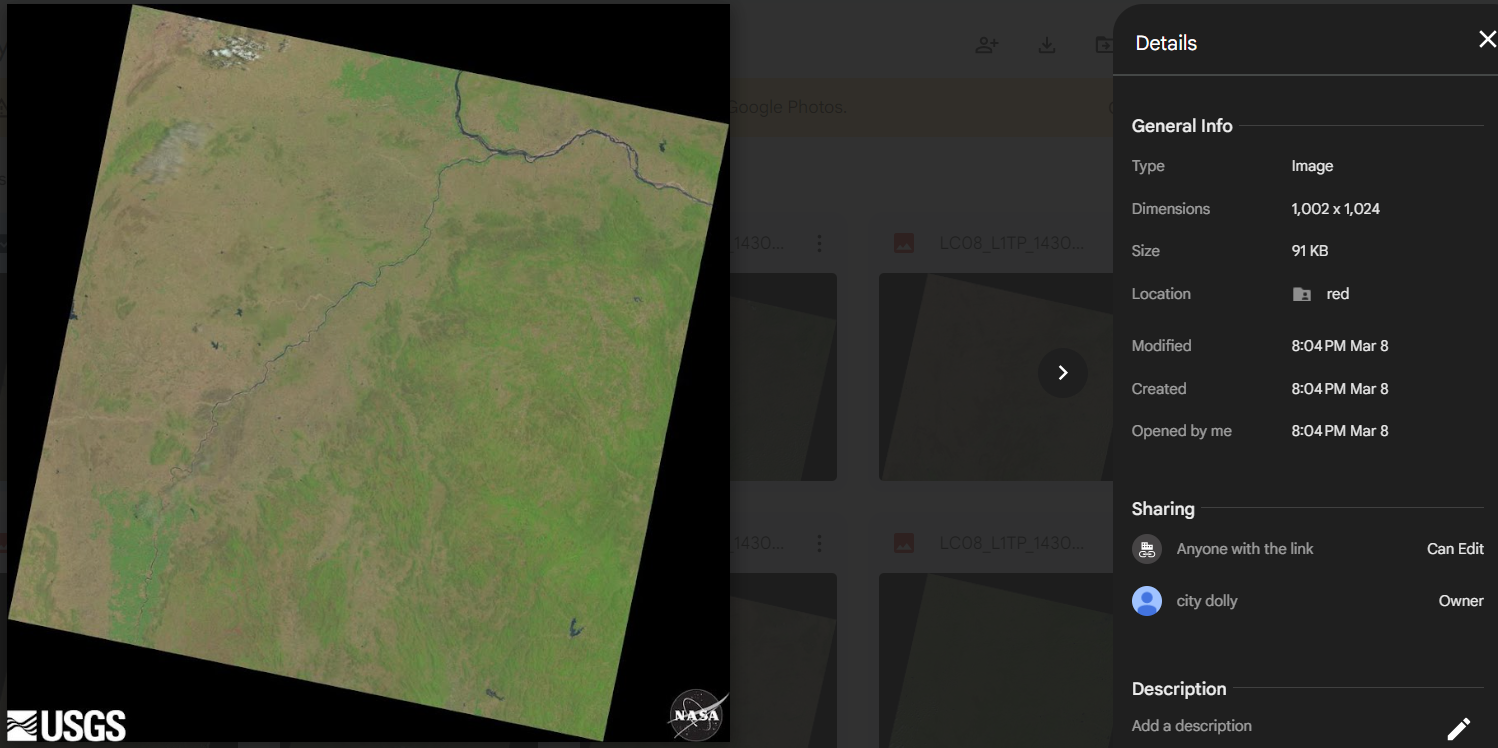 Details
Google Photos.
General Info
Type Image
Dimensions 1,002 x 1,024
Size 91 KB
Location red
Modified 8:04 PM Mar 8
Created 8:04 PM Mar 8
Opened by me 8:04 PM Mar 8
_1430... LC08_L1TP_1430...
Sharing
_1430... LC08_L1TP_1430...
Anyone with the link Can Edit
city dolly Owner
Description
Add a description
USGS
NASA